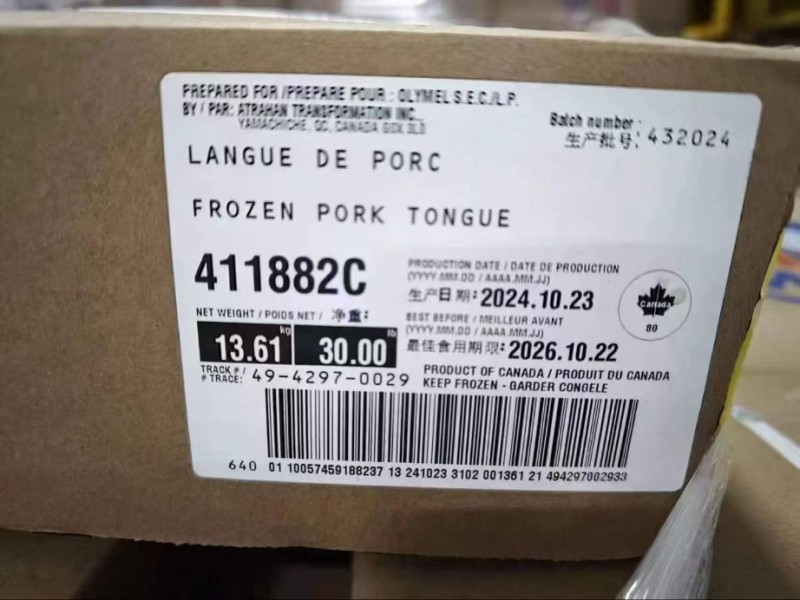 PREPARED FOR / PREPARE POUR : OLYMEL S.E.C./L.P.
BY / PAR: ATRAHAN TRANSFORMATION INC.,
YAMACHICHE, QC, CANADA G0X 3L0
Batch number :
生产批号: 432024
LANGUE DE PORC
FROZEN PORK TONGUE
411882C
PRODUCTION DATE / DATE DE PRODUCTION
(YYYY.MM.DD / AAAA.MM.JJ)
生产日期: 2024.10.23
Canada
80
NET WEIGHT / POIDS NET / 净重:
kg 13.61 lb 30.00
BEST BEFORE / MEILLEUR AVANT
(YYYY.MM.DD / AAAA.MM.JJ)
最佳食用期限: 2026.10.22
TRACK # /
# TRACE: 49-4297-0029
PRODUCT OF CANADA / PRODUIT DU CANADA
KEEP FROZEN - GARDER CONGELE
640 01 10057459188237 13 241023 3102 001361 21 494297002933